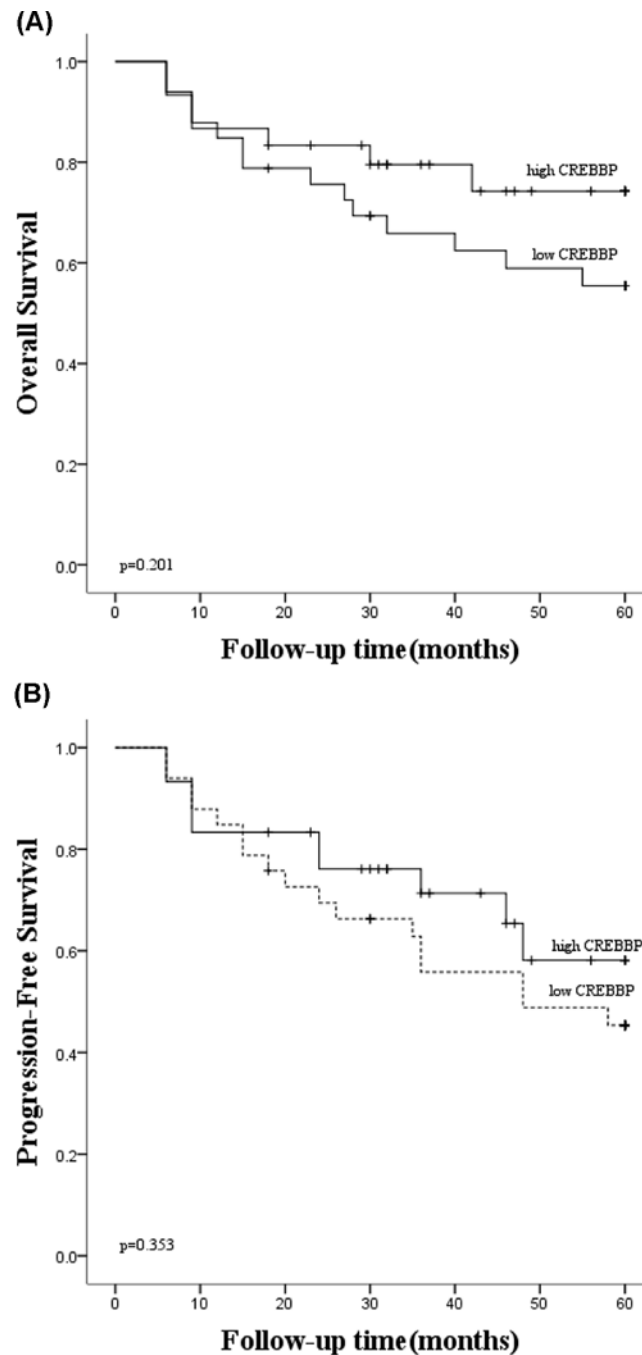 (A)
Overall Survival
1.0
0.8
0.6
0.4
0.2
0.0
high CREBBP
low CREBBP
p=0.201
0 10 20 30 40 50 60
Follow-up time(months)
(B)
Progression-Free Survival
1.0
0.8
0.6
0.4
0.2
0.0
high CREBBP
low CREBBP
p=0.353
0 10 20 30 40 50 60
Follow-up time(months)